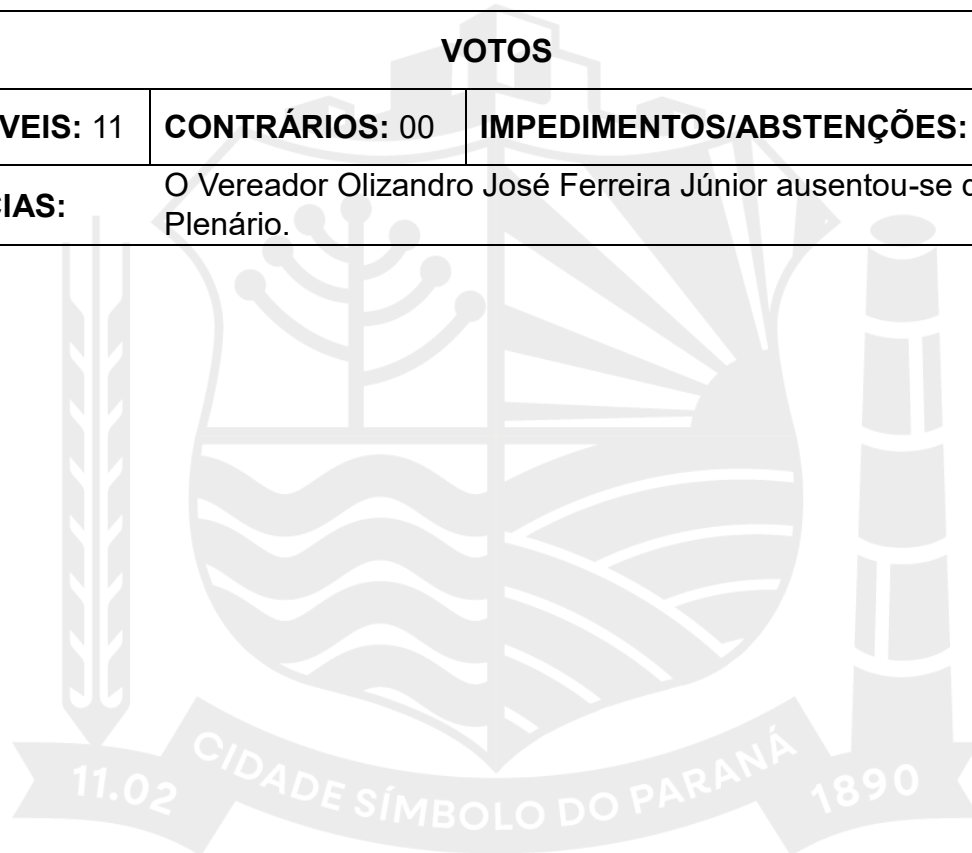 VOTOS
VEIS: 11 CONTRÁRIOS: 00 IMPEDIMENTOS/ABSTENÇÕES:
CIAS: O Vereador Olizandro José Ferreira Júnior ausentou-se
Plenário.
11.02 CIDADE SÍMBOLO DO PARANÁ 1890